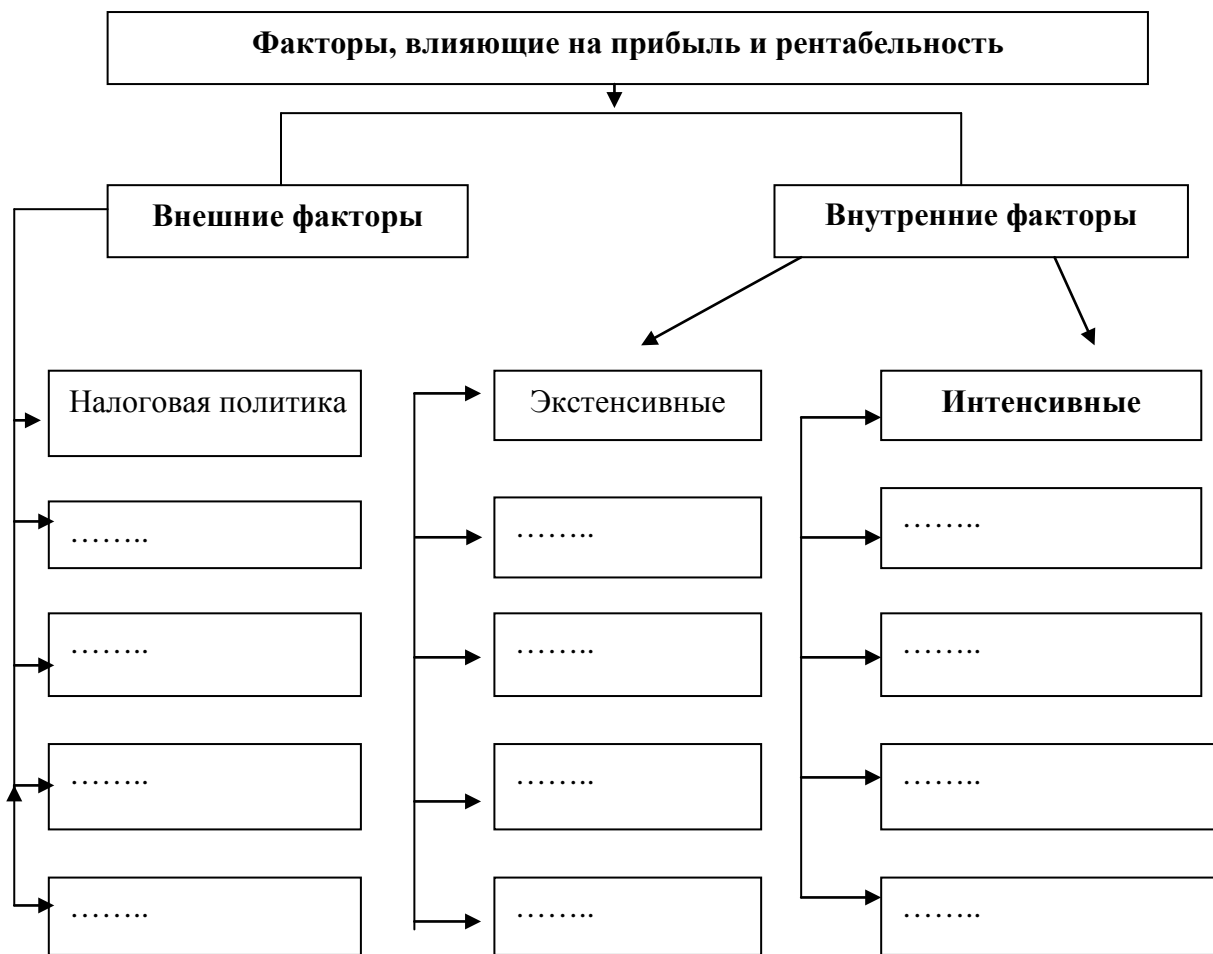 Факторы, влияющие на прибыль и рентабельность
Внешние факторы
Внутренние факторы
Налоговая политика
Экстенсивные
Интенсивные
……..
……..
……..
……..
……..
……..
……..
……..
……..
……..
……..
……..